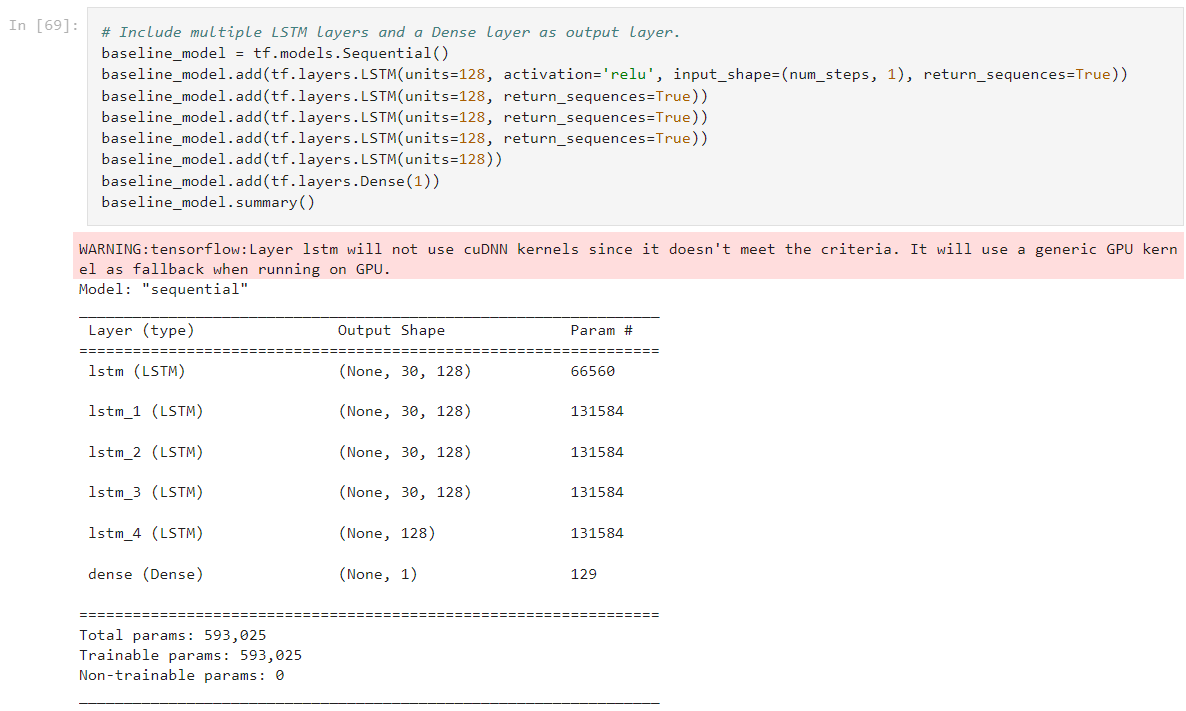 In [69]:
# Include multiple LSTM layers and a Dense layer as output layer.
baseline_model = tf.models.Sequential()
baseline_model.add(tf.layers.LSTM(units=128, activation='relu', input_shape=(num_steps, 1), return_sequences=True))
baseline_model.add(tf.layers.LSTM(units=128, return_sequences=True))
baseline_model.add(tf.layers.LSTM(units=128, return_sequences=True))
baseline_model.add(tf.layers.LSTM(units=128, return_sequences=True))
baseline_model.add(tf.layers.LSTM(units=128))
baseline_model.add(tf.layers.Dense(1))
baseline_model.summary()
WARNING:tensorflow:Layer lstm will not use cuDNN kernels since it doesn't meet the criteria. It will use a generic GPU kern
el as fallback when running on GPU.
Model: "sequential"
_________________________________________________________________
Layer (type) Output Shape Param #
=================================================================
lstm (LSTM) (None, 30, 128) 66560
lstm_1 (LSTM) (None, 30, 128) 131584
lstm_2 (LSTM) (None, 30, 128) 131584
lstm_3 (LSTM) (None, 30, 128) 131584
lstm_4 (LSTM) (None, 128) 131584
dense (Dense) (None, 1) 129
=================================================================
Total params: 593,025
Trainable params: 593,025
Non-trainable params: 0
_________________________________________________________________